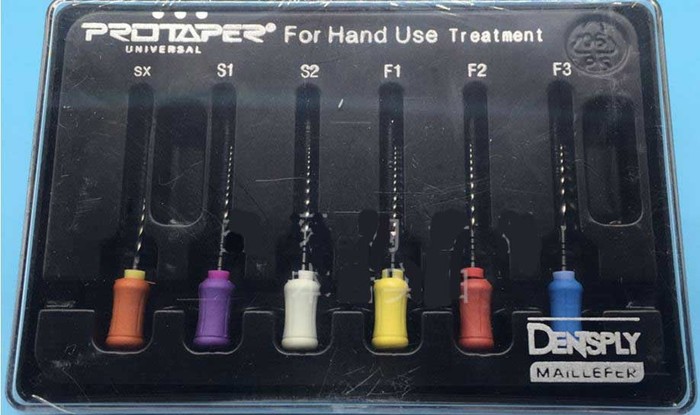 PROTAPER® For Hand Use Treatment
UNIVERSAL
SX S1 S2 F1 F2 F3
DENTSPLY
MAILLEFER